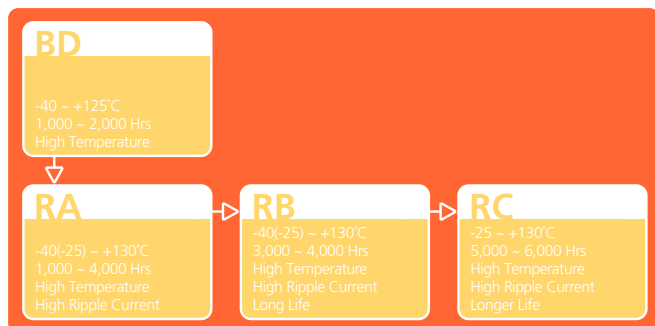 BD
-40 ~ +125˚C
1,000 ~ 2,000 Hrs
High Temperature
RA
-40(-25) ~ +130˚C
1,000 ~ 4,000 Hrs
High Temperature
High Ripple Current
RB
-40(-25) ~ +130˚C
3,000 ~ 4,000 Hrs
High Temperature
High Ripple Current
Long Life
RC
-25 ~ +130˚C
5,000 ~ 6,000 Hrs
High Temperature
High Ripple Current
Longer Life